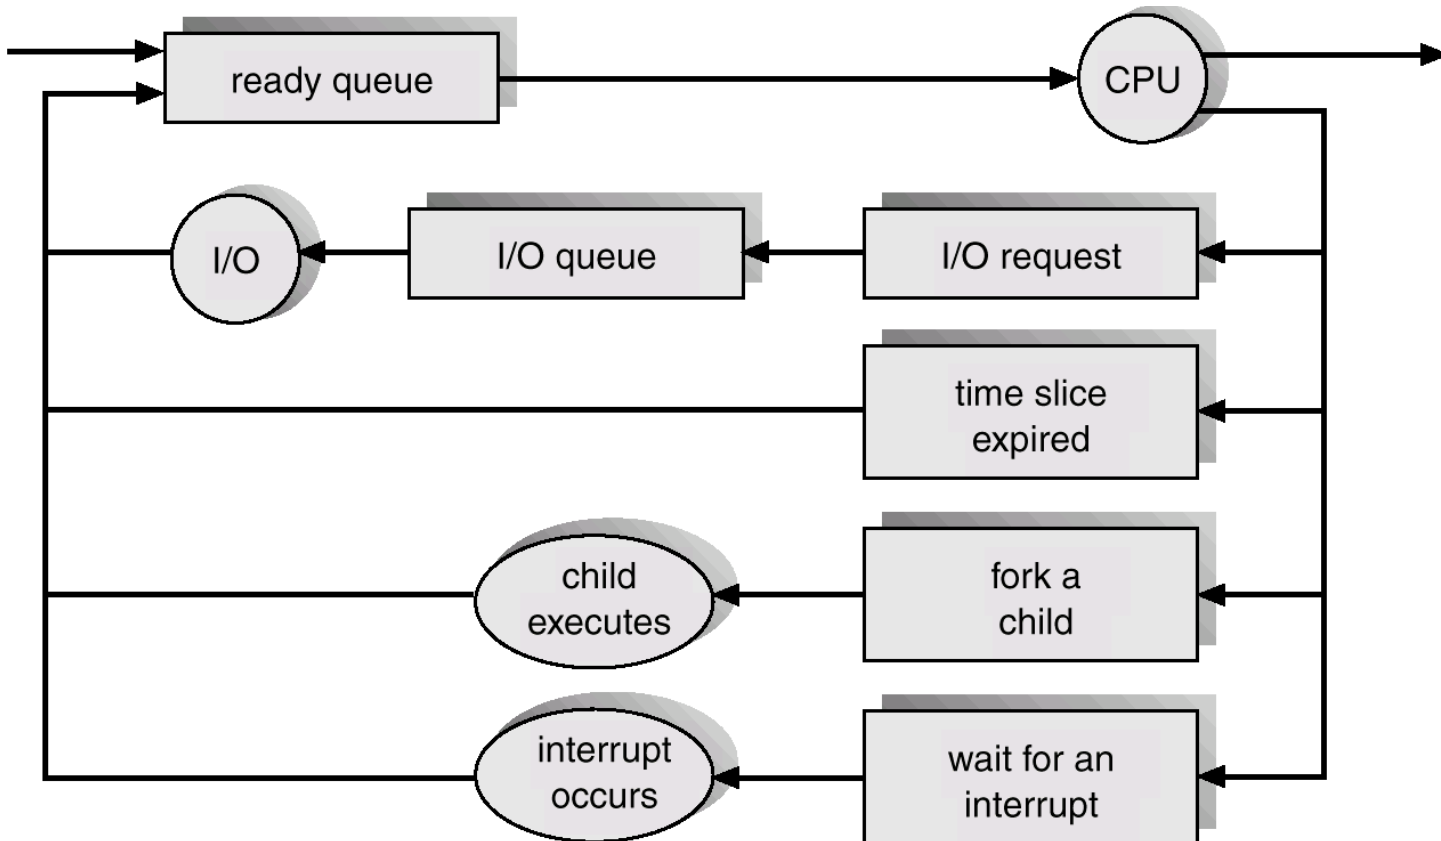 ready queue
CPU
I/O
I/O queue
I/O request
time slice
expired
child
executes
fork a
child
interrupt
occurs
wait for an
interrupt